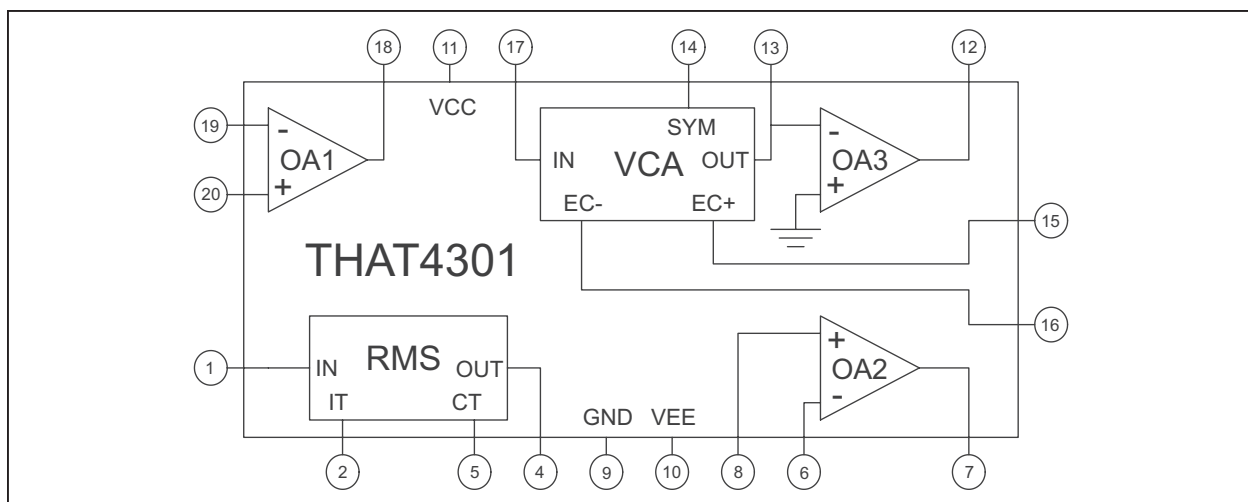 18 11 17 14 13 12
VCC
19 - OA1
20 +
SYM
IN VCA OUT
EC- EC+
- OA3
+
15
THAT4301
16
1 IN RMS OUT
IT CT
+ OA2
-
GND VEE
2 5 4 9 10 8 6 7